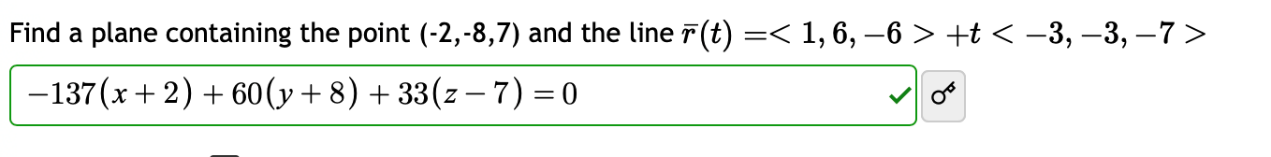 Find a plane containing the point (-2,-8,7) and the line r̄(t) =< 1, 6, −6 > +t < −3, −3, −7 >
−137(x + 2) + 60(y + 8) + 33(z − 7) = 0